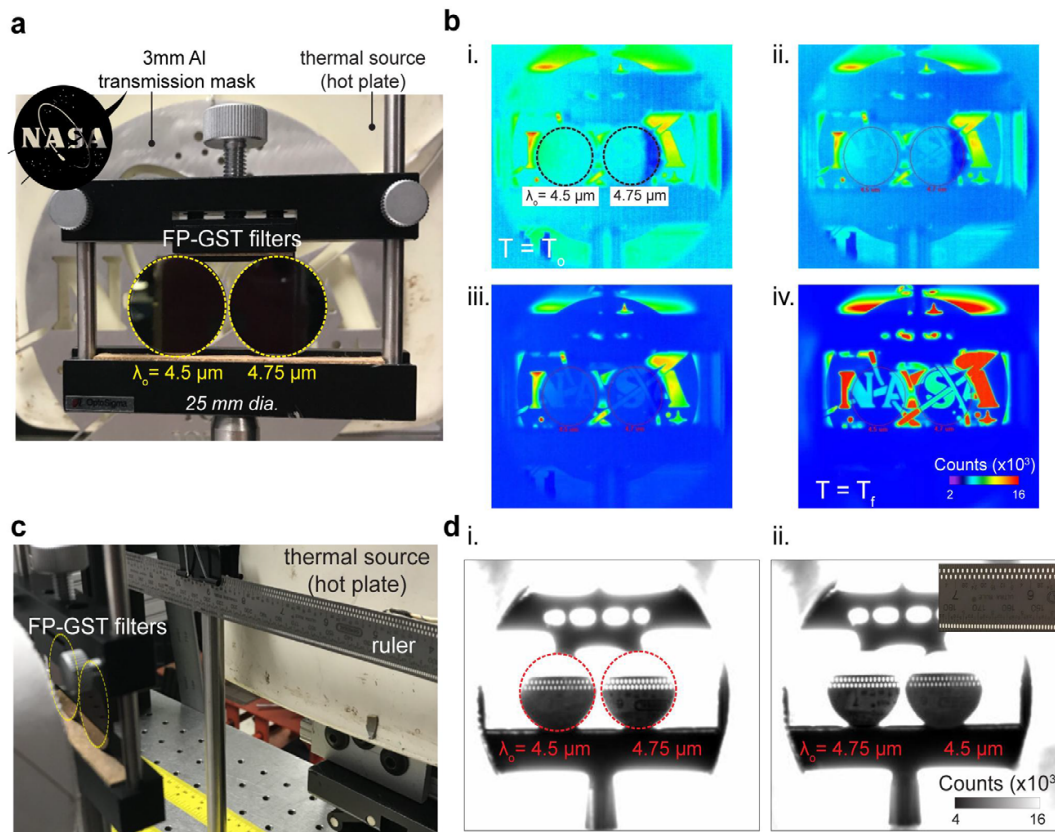 a
3mm Al
transmission mask
thermal source
(hot plate)
NASA
FP-GST filters
λo= 4.5 μm 4.75 μm
25 mm dia.
OptoSigma
b
i.
λo= 4.5 μm 4.75 μm
T = To
ii.
iii.
iv.
Counts (x10³)
2 16
T = Tf
c
thermal source
(hot plate)
FP-GST filters
ruler
d
i.
λo= 4.5 μm 4.75 μm
ii.
7 6
λo= 4.75 μm 4.5 μm
Counts (x10³
4 16